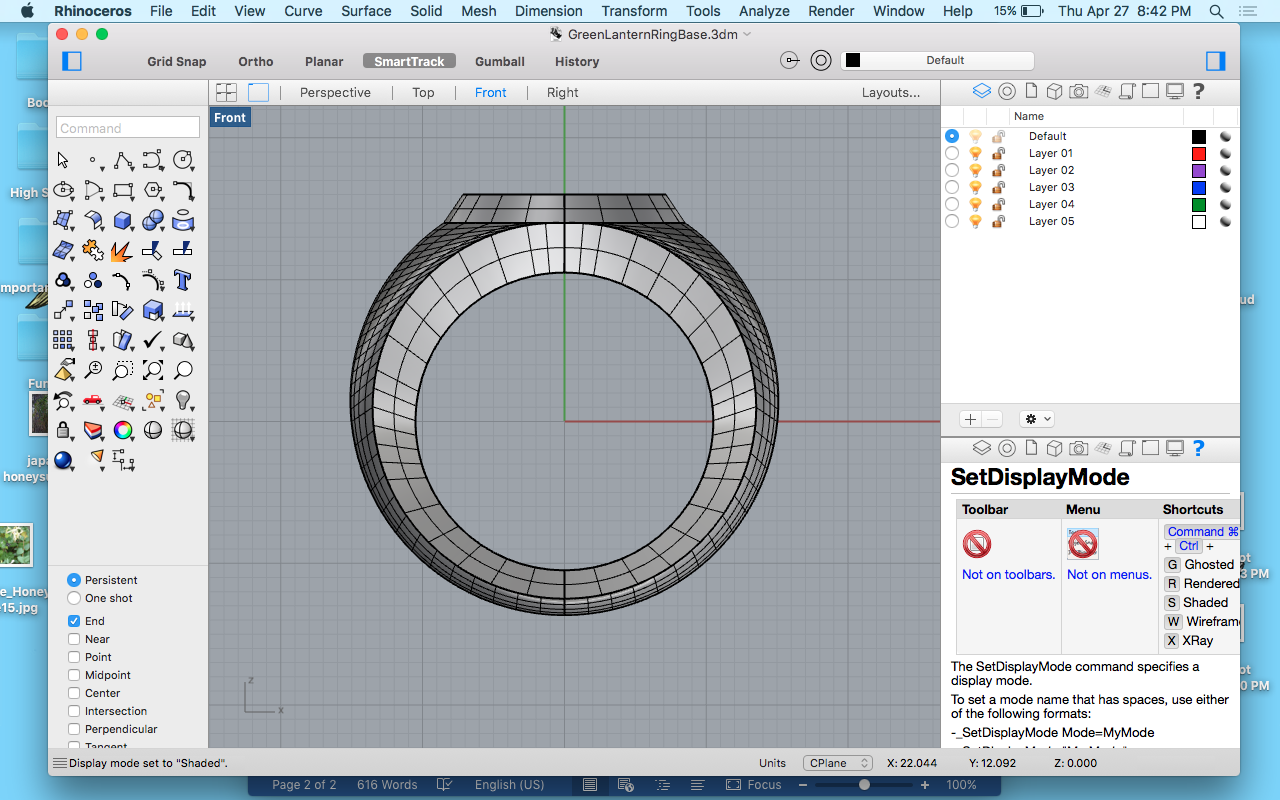 Rhinoceros File Edit View Curve Surface Solid Mesh Dimension Transform Tools Analyze Render Window Help 15% Thu Apr 27 8:42 PM
GreenLanternRingBase.3dm
Grid Snap Ortho Planar SmartTrack Gumball History Default
Perspective Top Front Right Layouts...
Front
Command
Name
Default
Layer 01
Layer 02
Layer 03
Layer 04
Layer 05
Boo
High S
mportan
Fun
japa
honeysu
e_Honey
15.jpg
ud
ot
3 PM
ot
0 PM
SetDisplayMode
Toolbar Menu Shortcuts
Command ⌘
+ Ctrl +
Not on toolbars. Not on menus.
G Ghosted
R Rendered
S Shaded
W Wireframe
X XRay
The SetDisplayMode command specifies a
display mode.
To set a mode name that has spaces, use either
of the following formats:
-_SetDisplayMode Mode=MyMode
Persistent
One shot
End
Near
Point
Midpoint
Center
Intersection
Perpendicular
Tangent
z
x
Display mode set to "Shaded". Units CPlane X: 22.044 Y: 12.092 Z: 0.000
Page 2 of 2 616 Words English (US) Focus 100%